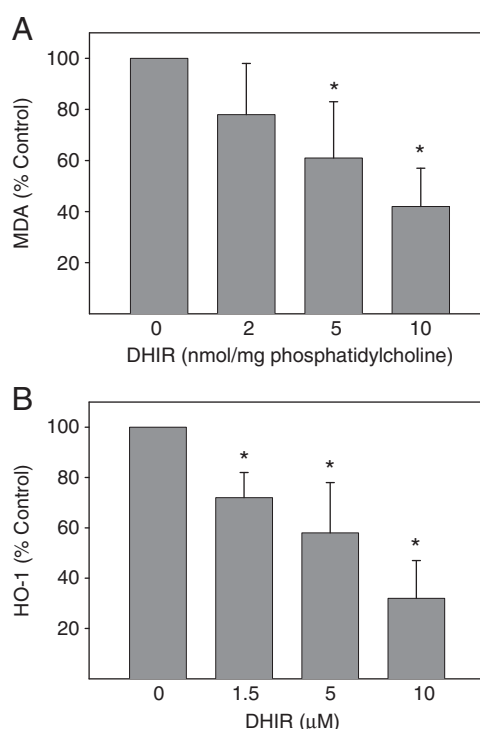 A
100
80
60
40
20
MDA (% Control)
*
*
0 2 5 10
DHIR (nmol/mg phosphatidylcholine)
B
100
80
60
40
20
HO-1 (% Control)
*
*
*
0 1.5 5 10
DHIR (μM)